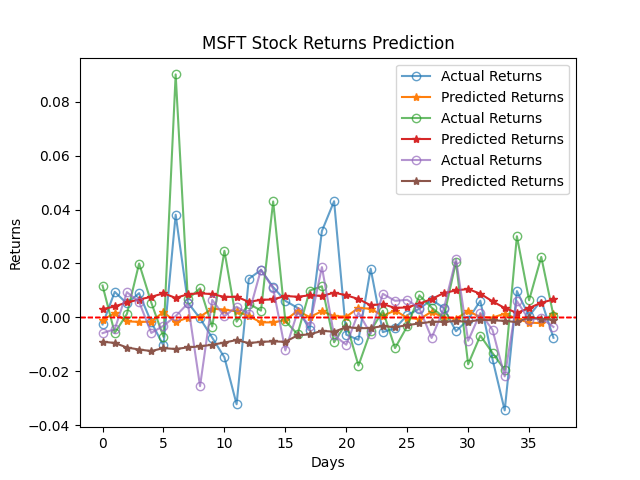 MSFT Stock Returns Prediction
Actual Returns
Predicted Returns
Actual Returns
Predicted Returns
Actual Returns
Predicted Returns
0.08
0.06
0.04
0.02
0.00
−0.02
−0.04
Returns
0 5 10 15 20 25 30 35
Days